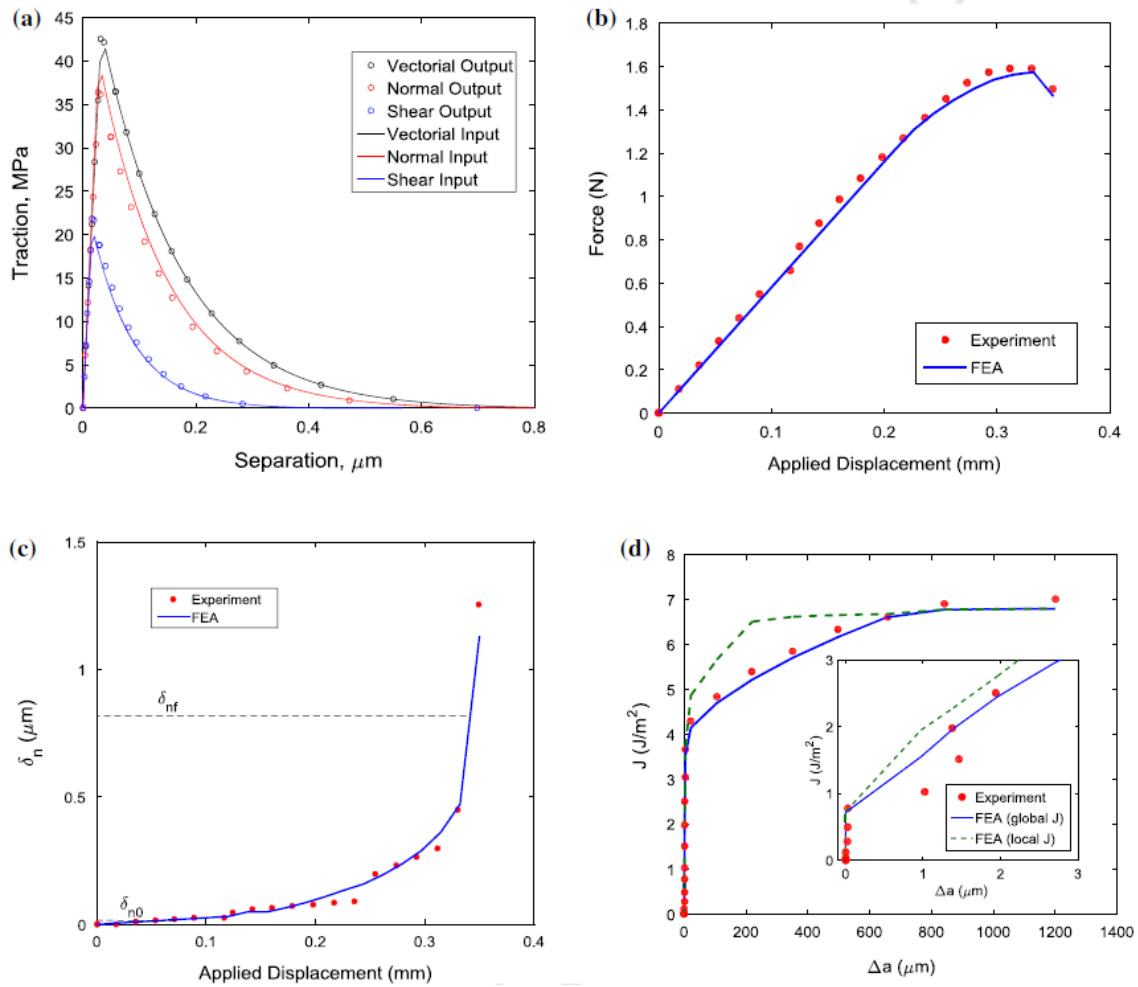 (a)
Traction, MPa
45
40
35
30
25
20
15
10
5
0
0 0.2 0.4 0.6 0.8
Separation, μm
Vectorial Output
Normal Output
Shear Output
Vectorial Input
Normal Input
Shear Input
(b)
Force (N)
1.8
1.6
1.4
1.2
1
0.8
0.6
0.4
0.2
0
0 0.1 0.2 0.3 0.4
Applied Displacement (mm)
Experiment
FEA
(c)
δn (μm)
1.5
1
0.5
0
0 0.1 0.2 0.3 0.4
Applied Displacement (mm)
Experiment
FEA
δnf
δn0
(d)
J (J/m²)
8
7
6
5
4
3
2
1
0
0 200 400 600 800 1000 1200 1400
Δa (μm)
J (J/m²)
3
2
1
0
0 1 2 3
Δa (μm)
Experiment
FEA (global J)
FEA (local J)